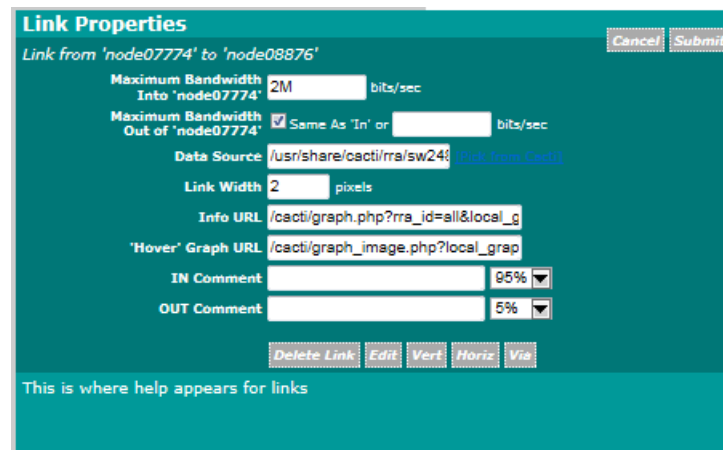 Link Properties
Cancel Submit
Link from 'node07774' to 'node08876'
Maximum Bandwidth
Into 'node07774' 2M bits/sec
Maximum Bandwidth
Out of 'node07774' Same As 'In' or bits/sec
Data Source /usr/share/cacti/rra/sw248
Link Width 2 pixels
Info URL /cacti/graph.php?rra_id=all&local_g
'Hover' Graph URL /cacti/graph_image.php?local_grap
IN Comment 95%
OUT Comment 5%
Delete Link Edit Vert Horiz Via
This is where help appears for links